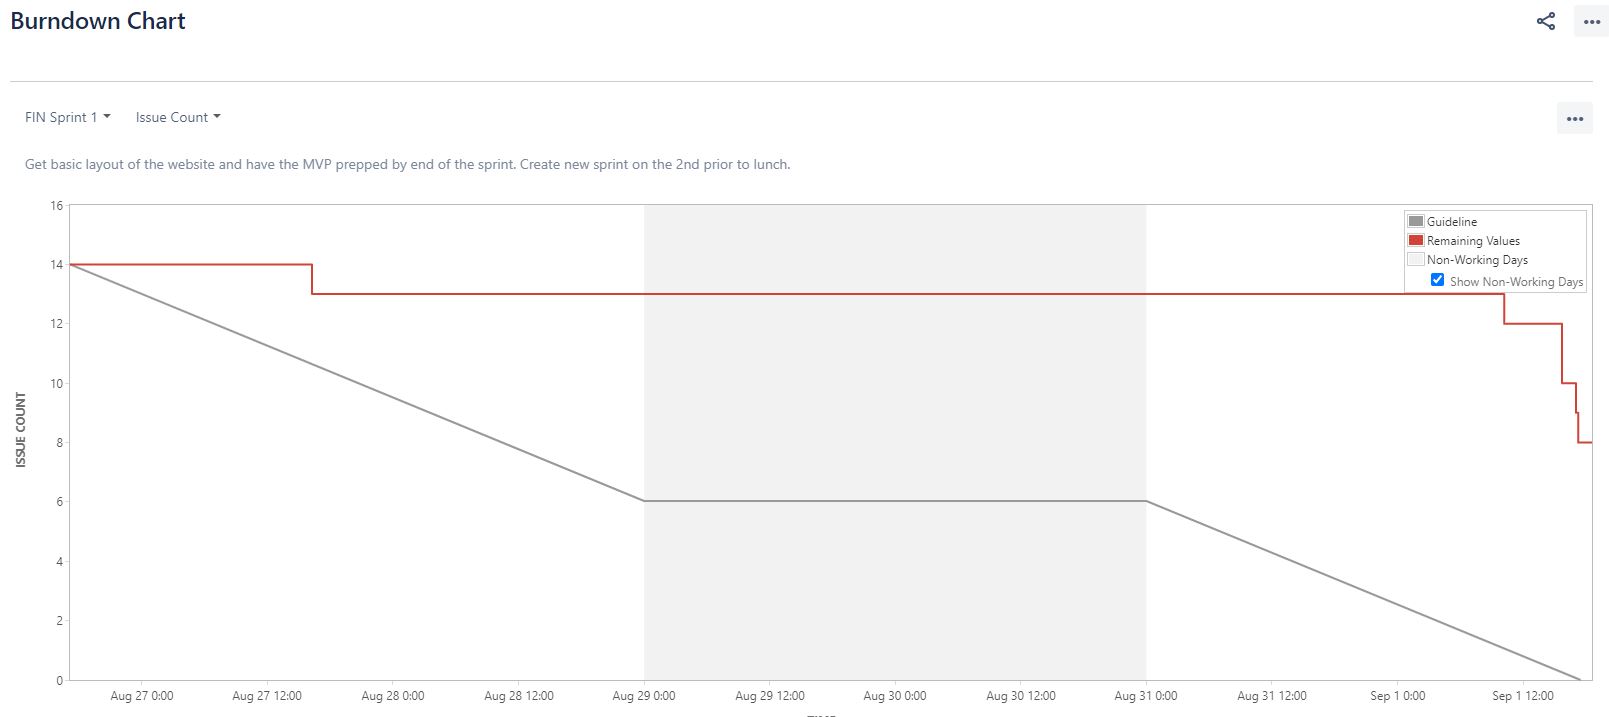 Burndown Chart
FIN Sprint 1 Issue Count
Get basic layout of the website and have the MVP prepped by end of the sprint. Create new sprint on the 2nd prior to lunch.
16
Guideline
Remaining Values
Non-Working Days
Show Non-Working Days
14
12
10
8
6
4
2
0
ISSUE COUNT
Aug 27 0:00 Aug 27 12:00 Aug 28 0:00 Aug 28 12:00 Aug 29 0:00 Aug 29 12:00 Aug 30 0:00 Aug 30 12:00 Aug 31 0:00 Aug 31 12:00 Sep 1 0:00 Sep 1 12:00